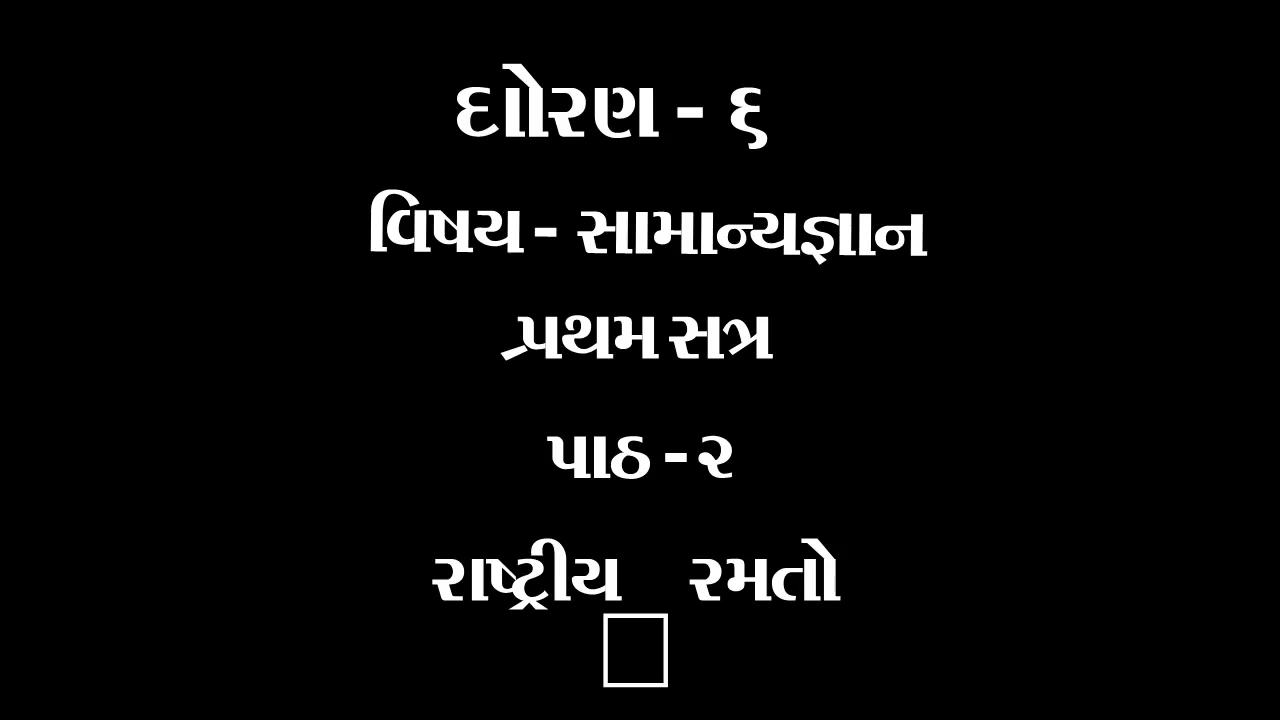 ધોરણ - ૬
વિષય - સામાન્યજ્ઞાન
પ્રથમ સત્ર
પાઠ - ૨
રાષ્ટ્રીય રમતો